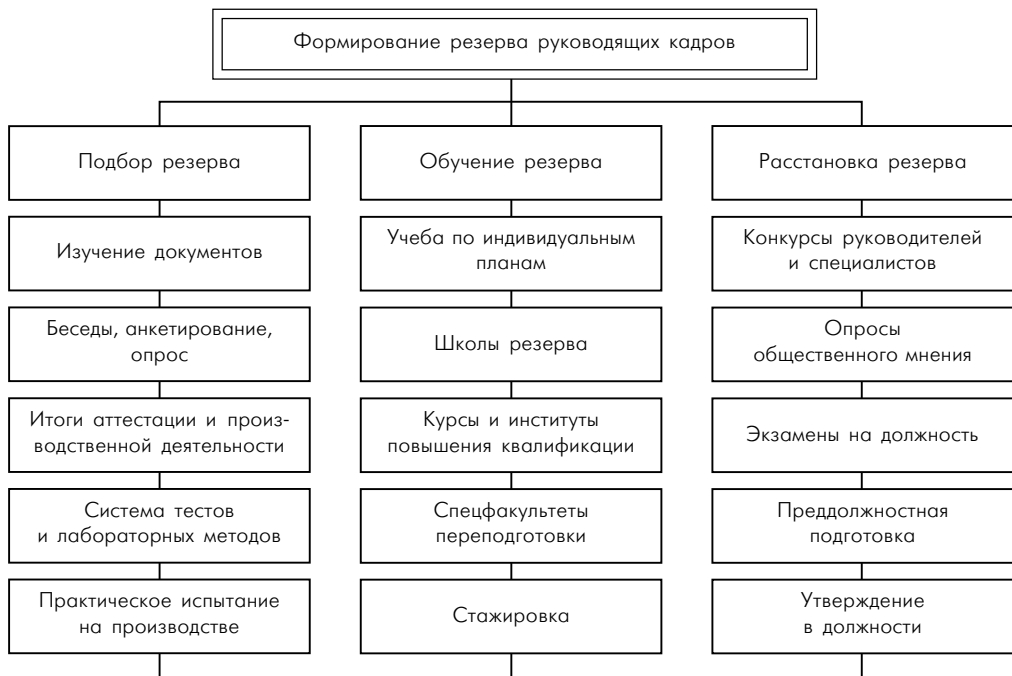 Формирование резерва руководящих кадров
Подбор резерва
Изучение документов
Беседы, анкетирование,
опрос
Итоги аттестации и произ-
водственной деятельности
Система тестов
и лабораторных методов
Практическое испытание
на производстве
Обучение резерва
Учеба по индивидуальным
планам
Школы резерва
Курсы и институты
повышения квалификации
Спецфакультеты
переподготовки
Стажировка
Расстановка резерва
Конкурсы руководителей
и специалистов
Опросы
общественного мнения
Экзамены на должность
Преддолжностная
подготовка
Утверждение
в должности